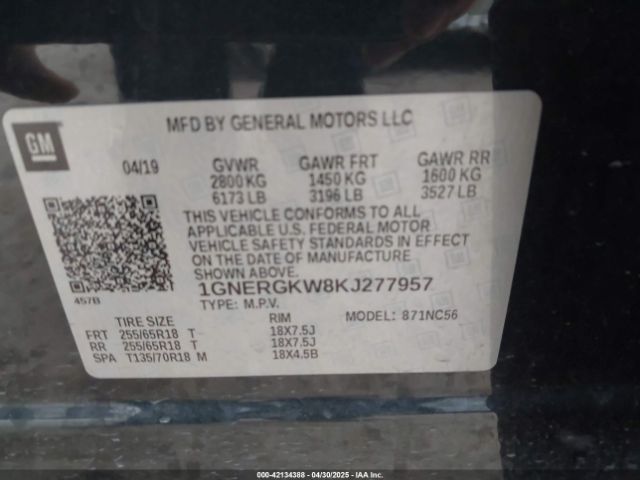 GM
MFD BY GENERAL MOTORS LLC
04/19 GVWR GAWR FRT GAWR RR
2800 KG 1450 KG 1600 KG
6173 LB 3196 LB 3527 LB
THIS VEHICLE CONFORMS TO ALL
APPLICABLE U.S. FEDERAL MOTOR
VEHICLE SAFETY STANDARDS IN EFFECT
ON THE DATE OF MANUFACTURE
SHOWN ABOVE.
457B
1GNERGKW8KJ277957
TYPE: M.P.V.
TIRE SIZE RIM MODEL: 871NC56
FRT 255/65R18 T 18X7.5J
RR 255/65R18 T 18X7.5J
SPA T135/70R18 M 18X4.5B
000-42134388 - 04/30/2025 - IAA Inc.